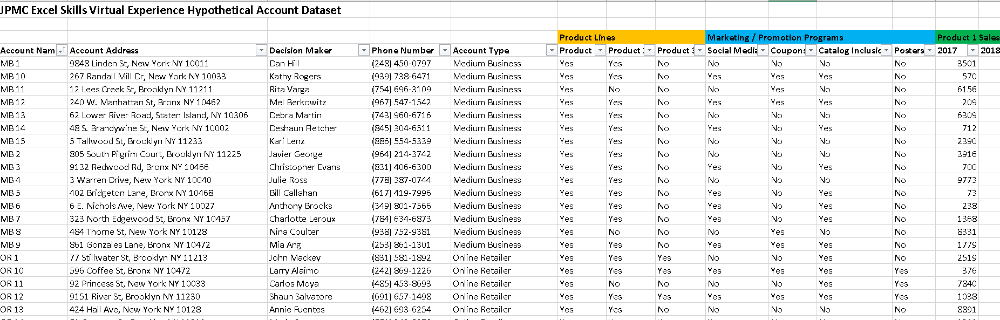 JPMC Excel Skills Virtual Experience Hypothetical Account Dataset
Product Lines Marketing / Promotion Programs Product 1 Sales
Account Nam Account Address Decision Maker Phone Number Account Type Product Product Product 3 Social Media Coupons Catalog Inclusio Posters 2017 2018
MB 1 9848 Linden St, New York NY 10011 Dan Hill (248) 450-0797 Medium Business Yes Yes No No No No No 3501
MB 10 267 Randall Mill Dr, New York NY 10033 Kathy Rogers (939) 738-6471 Medium Business Yes Yes No Yes Yes Yes No 570
MB 11 12 Lees Creek St, Brooklyn NY 11211 Rita Varga (754) 696-3109 Medium Business Yes No No No Yes No No 6156
MB 12 240 W. Manhattan St, Bronx NY 10462 Mel Berkowitz (967) 547-1542 Medium Business Yes Yes No Yes Yes Yes No 209
MB 13 62 Lower River Road, Staten Island, NY 10306 Debra Martin (743) 960-6716 Medium Business Yes Yes No No No No No 6309
MB 14 48 S. Brandywine St, New York NY 10002 Deshaun Fletcher (845) 304-6511 Medium Business Yes Yes No Yes No Yes No 712
MB 15 5 Tallwood St, Brooklyn NY 11233 Kari Lenz (886) 554-5339 Medium Business Yes Yes No No No No No 2390
MB 2 805 South Pilgrim Court, Brooklyn NY 11225 Javier George (964) 214-3742 Medium Business Yes Yes No No No No No 3916
MB 3 9132 Redwood Rd, Bronx NY 10466 Christopher Evans (831) 406-6300 Medium Business Yes Yes No Yes No Yes No 700
MB 4 3 Warren Drive, New York NY 10040 Julie Ross (778) 387-0744 Medium Business Yes Yes No No No No No 9773
MB 5 402 Bridgeton Lane, Bronx NY 10468 Bill Callahan (617) 419-7996 Medium Business Yes Yes No Yes No Yes No 73
MB 6 6 E. Nichols Ave, New York NY 10027 Anthony Brooks (349) 801-7566 Medium Business Yes Yes No Yes No Yes No 238
MB 7 323 North Edgewood St, Bronx NY 10457 Charlotte Leroux (784) 634-6873 Medium Business Yes Yes No Yes No Yes No 1368
MB 8 484 Thorne St, New York NY 10128 Nina Coulter (938) 752-9381 Medium Business Yes No No No Yes No No 8331
MB 9 861 Gonzales Lane, Bronx NY 10472 Mia Ang (253) 861-1301 Medium Business Yes Yes No Yes Yes Yes No 1779
OR 1 77 Stillwater St, Brooklyn NY 11213 John Mackey (831) 581-1892 Online Retailer Yes Yes Yes No No Yes No 2519
OR 10 596 Coffee St, Bronx NY 10472 Larry Alaimo (242) 869-1226 Online Retailer Yes Yes Yes Yes Yes Yes Yes 376
OR 11 92 Princess St, New York NY 10033 Carlos Moya (485) 453-8693 Online Retailer Yes No No No No Yes Yes 7840
OR 12 9151 River St, Brooklyn NY 11230 Shaun Salvatore (691) 657-1498 Online Retailer Yes Yes Yes Yes Yes Yes Yes 1038
OR 13 424 Hall Ave, New York NY 10128 Annie Fuentes (462) 693-6254 Online Retailer Yes Yes No No No No No 8891